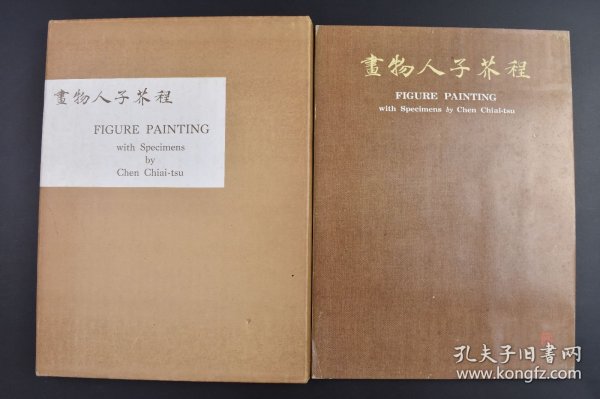 畫物人子芥程
FIGURE PAINTING
with Specimens
by
Chen Chiai-tsu
畫物人子芥程
FIGURE PAINTING
with Specimens by Chen Chiai-tsu
孔夫子旧書网
www.kongfz.com